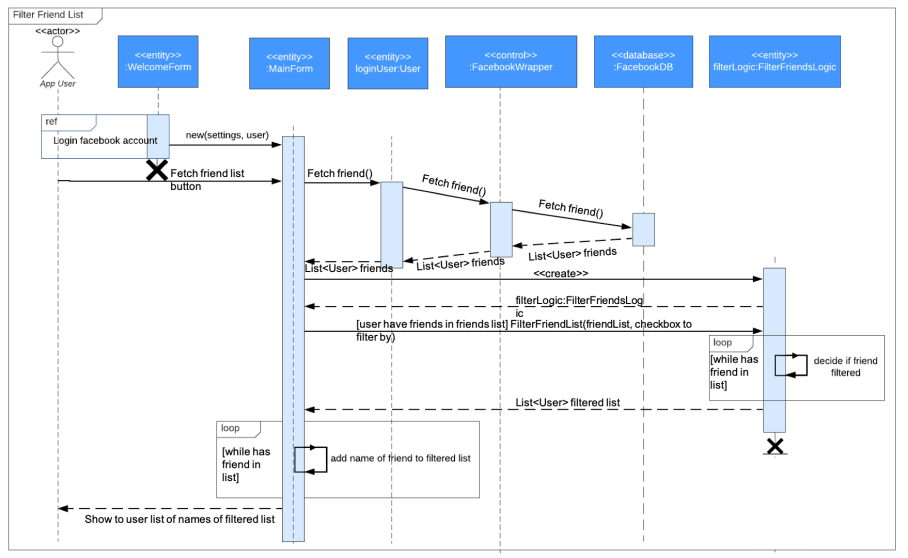 Filter Friend List
<<actor>>
App User
<<entity>>
:WelcomeForm
<<entity>>
:MainForm
<<entity>>
loginUser:User
<<control>>
:FacebookWrapper
<<database>>
:FacebookDB
<<entity>>
filterLogic:FilterFriendsLogic
ref
Login facebook account
new(settings, user)
Fetch friend list
button
Fetch friend()
Fetch friend()
Fetch friend()
List<User> friends
List<User> friends
List<User> friends
<<create>>
filterLogic:FilterFriendsLog
ic
[user have friends in friends list] FilterFriendList(friendList, checkbox to
filter by)
loop
[while has
friend in
list]
decide if friend
filtered
List<User> filtered list
loop
[while has
friend in
list]
add name of friend to filtered list
Show to user list of names of filtered list